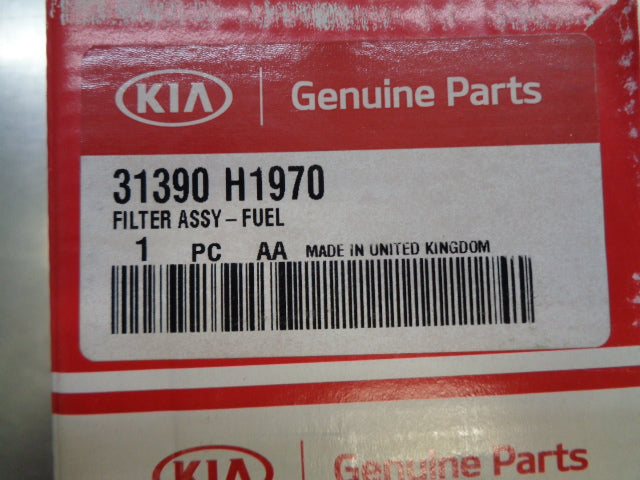 KIA Genuine Parts
31390 H1970
FILTER ASSY-FUEL
1 PC AA MADE IN UNITED KINGDOM
KIA Genuine Parts